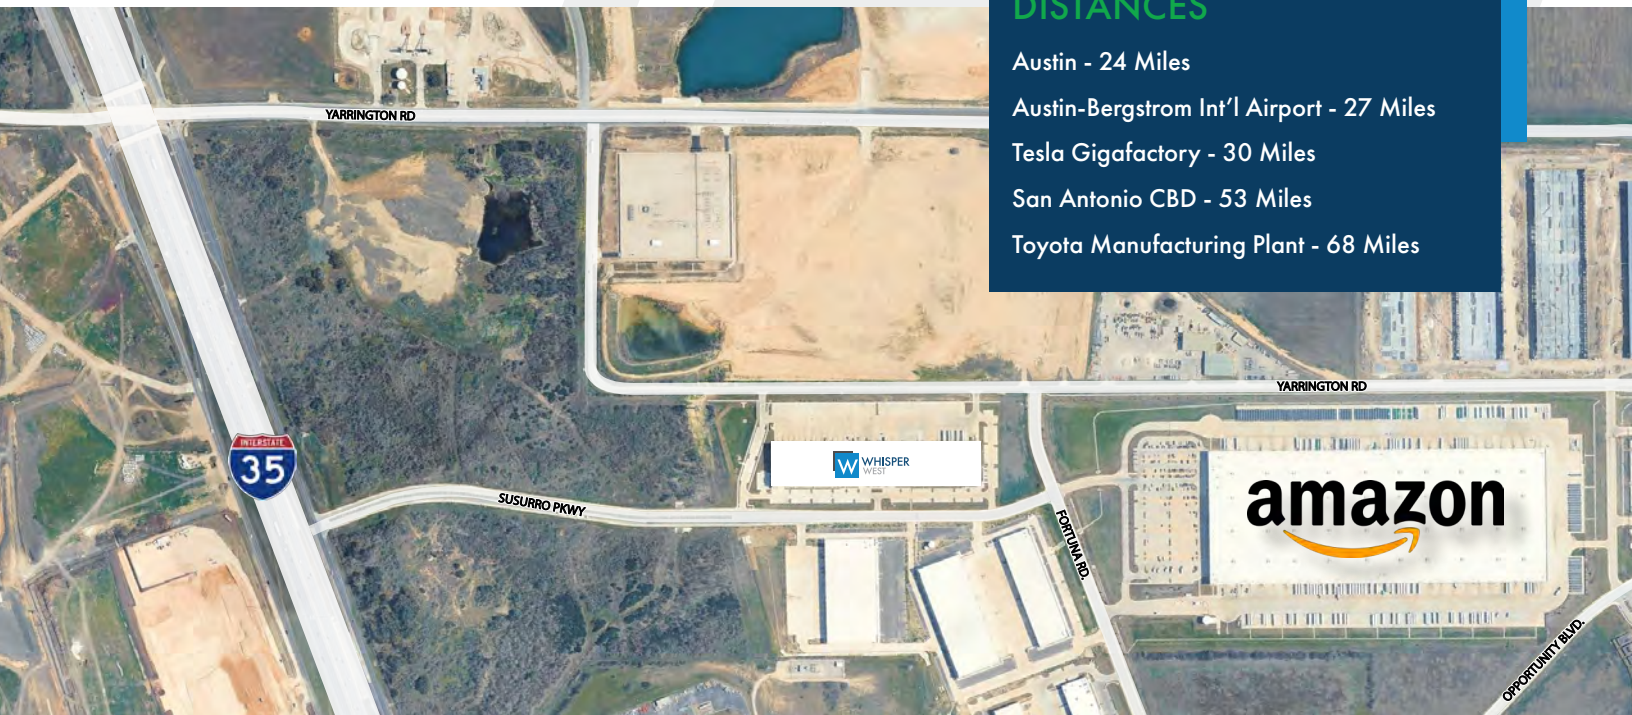 DISTANCES
Austin - 24 Miles
Austin-Bergstrom Int'l Airport - 27 Miles
Tesla Gigafactory - 30 Miles
San Antonio CBD - 53 Miles
Toyota Manufacturing Plant - 68 Miles
YARRINGTON RD
YARRINGTON RD
INTERSTATE
35
W WHISPER
WEST
SUSURRO PKWY
FORTUNA RD.
amazon
OPPORTUNITY BLVD.